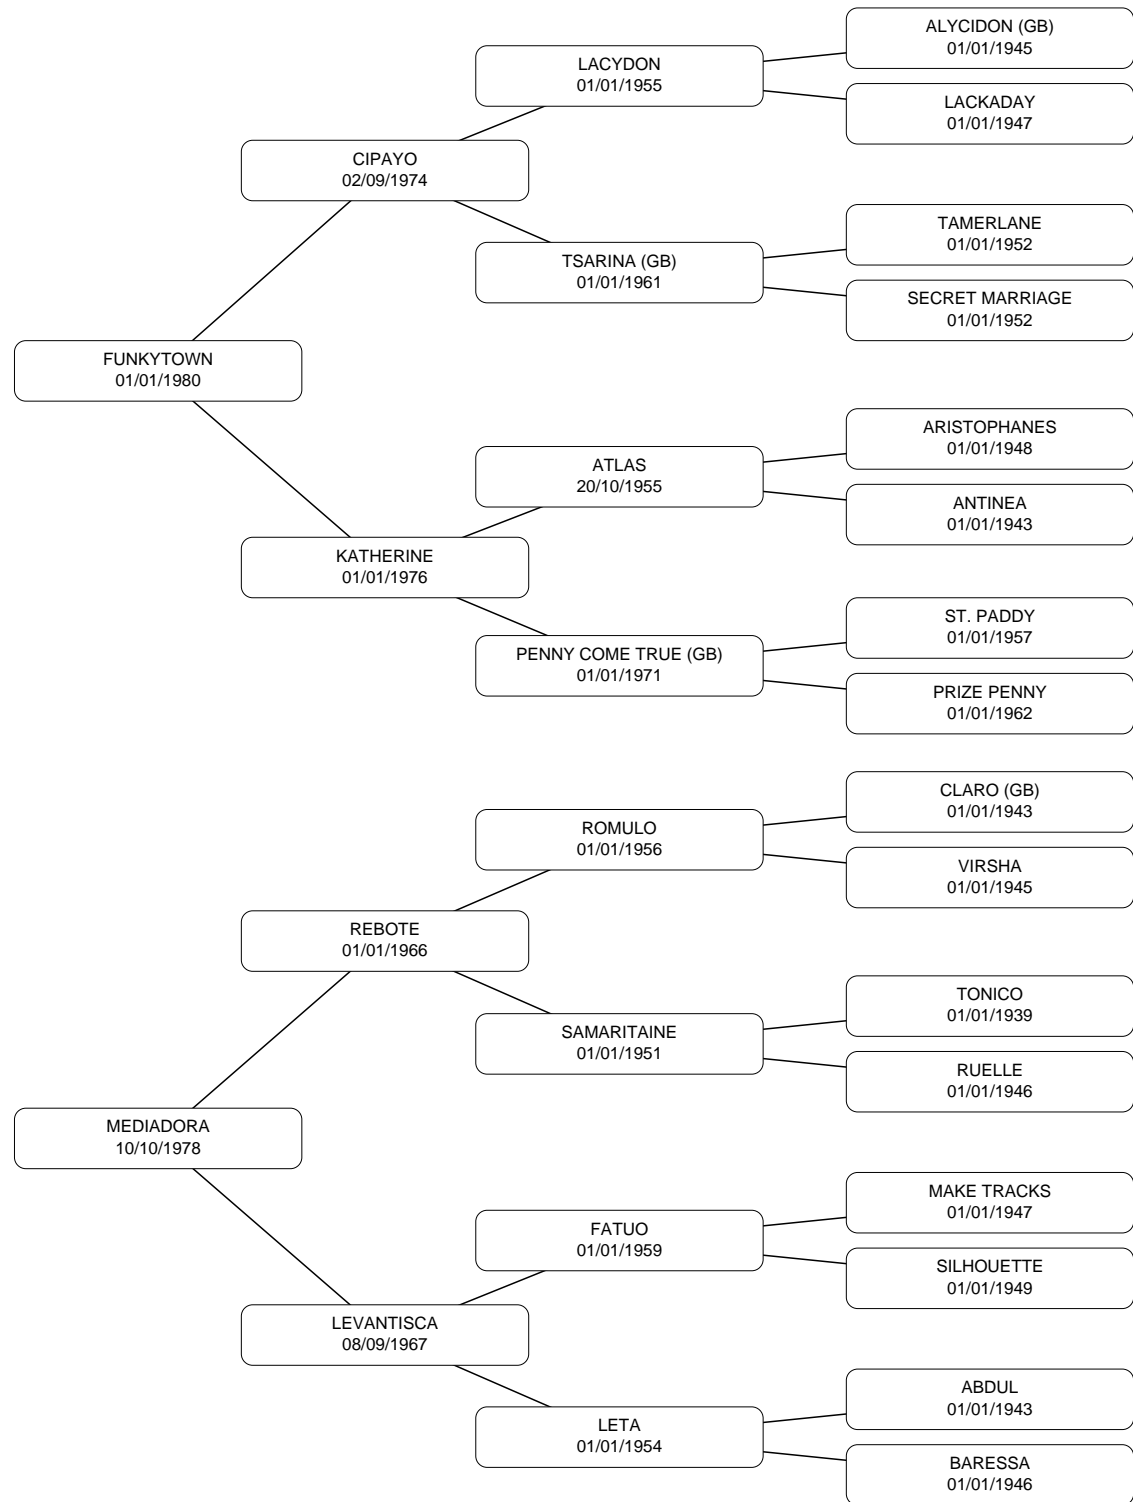 ALYCIDON (GB)
01/01/1945
LACYDON
01/01/1955
LACKADAY
01/01/1947
CIPAYO
02/09/1974
TAMERLANE
01/01/1952
TSARINA (GB)
01/01/1961
SECRET MARRIAGE
01/01/1952
FUNKYTOWN
01/01/1980
ARISTOPHANES
01/01/1948
ATLAS
20/10/1955
ANTINEA
01/01/1943
KATHERINE
01/01/1976
ST. PADDY
01/01/1957
PENNY COME TRUE (GB)
01/01/1971
PRIZE PENNY
01/01/1962
CLARO (GB)
01/01/1943
ROMULO
01/01/1956
VIRSHA
01/01/1945
REBOTE
01/01/1966
TONICO
01/01/1939
SAMARITAINE
01/01/1951
RUELLE
01/01/1946
MEDIADORA
10/10/1978
MAKE TRACKS
01/01/1947
FATUO
01/01/1959
SILHOUETTE
01/01/1949
LEVANTISCA
08/09/1967
ABDUL
01/01/1943
LETA
01/01/1954
BARESSA
01/01/1946